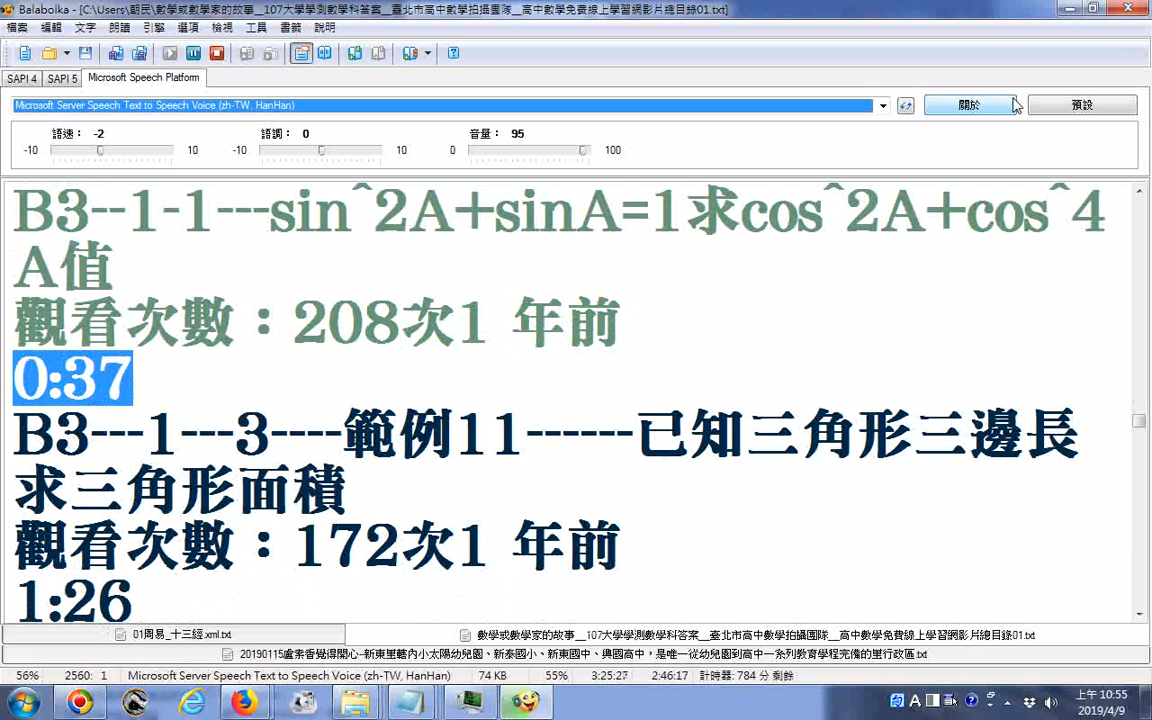 Balabolka - [C:\Users\朝民\數學或數學家的故事__107大學學測數學科答案__臺北市高中數學拍攝團隊__高中數學免費線上學習網影片總目錄01.txt]
檔案 編輯 文字 朗讀 引擎 選項 檢視 工具 書籤 說明
SAPI 4 SAPI 5 Microsoft Speech Platform
Microsoft Server Speech Text to Speech Voice (zh-TW, HanHan) 關於 預設
語速： -2 語調： 0 音量： 95
-10 10 -10 10 0 100
B3--1-1---sin^2A+sinA=1求cos^2A+cos^4
A值
觀看次數：208次1 年前
0:37
B3---1---3----範例11------已知三角形三邊長
求三角形面積
觀看次數：172次1 年前
1:26
01周易_十三經.xml.txt 數學或數學家的故事__107大學學測數學科答案__臺北市高中數學拍攝團隊__高中數學免費線上學習網影片總目錄01.txt
20190115盧素香覺得開心-新東里轄內小太陽幼兒園、新泰國小、新東國中、興國高中，是唯一從幼兒園到高中一系列教育學程完備的里行政區.txt
56% 2560: 1 Microsoft Server Speech Text to Speech Voice (zh-TW, HanHan) 74 KB 55% 3:25:27 2:46:17 計時器: 784 分 剩餘
上午 10:55
2019/4/9